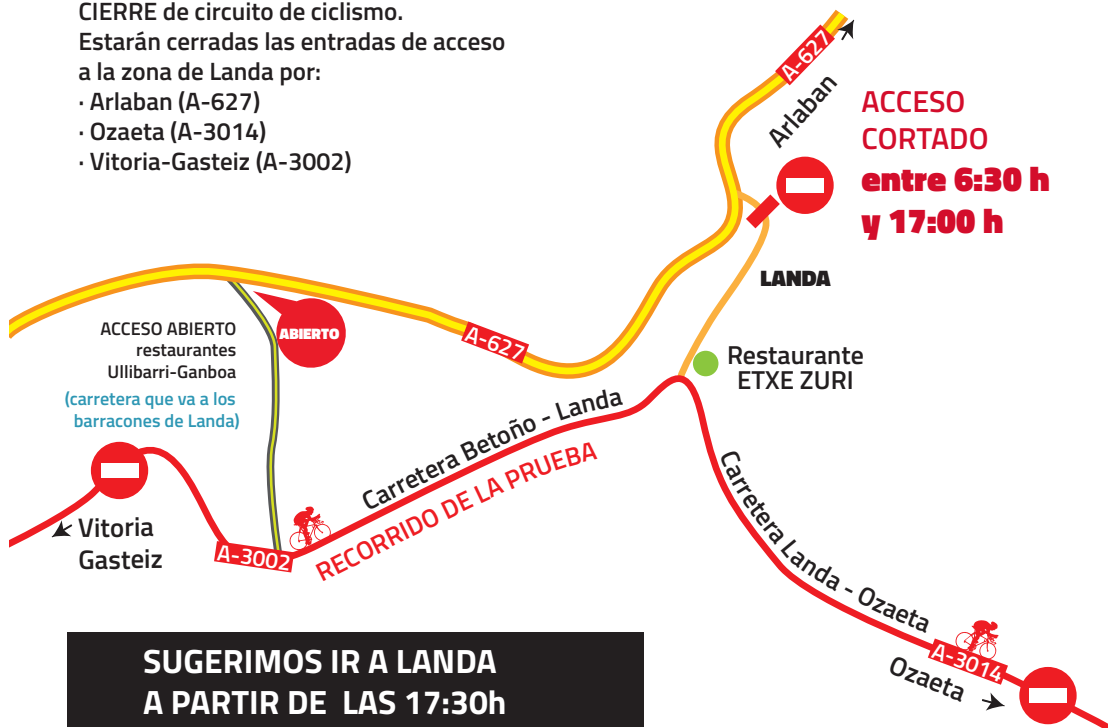 CIERRE de circuito de ciclismo.
Estarán cerradas las entradas de acceso
a la zona de Landa por:
· Arlaban (A-627)
· Ozaeta (A-3014)
· Vitoria-Gasteiz (A-3002)
A-627
Arlaban
ACCESO
CORTADO
entre 6:30 h
y 17:00 h
LANDA
ACCESO ABIERTO
restaurantes
Ullibarri-Ganboa
(carretera que va a los
barracones de Landa)
ABIERTO
A-627
Restaurante
ETXE ZURI
Carretera Betoño - Landa
RECORRIDO DE LA PRUEBA
Vitoria
Gasteiz
A-3002
Carretera Landa - Ozaeta
A-3014
Ozaeta
SUGERIMOS IR A LANDA
A PARTIR DE LAS 17:30h